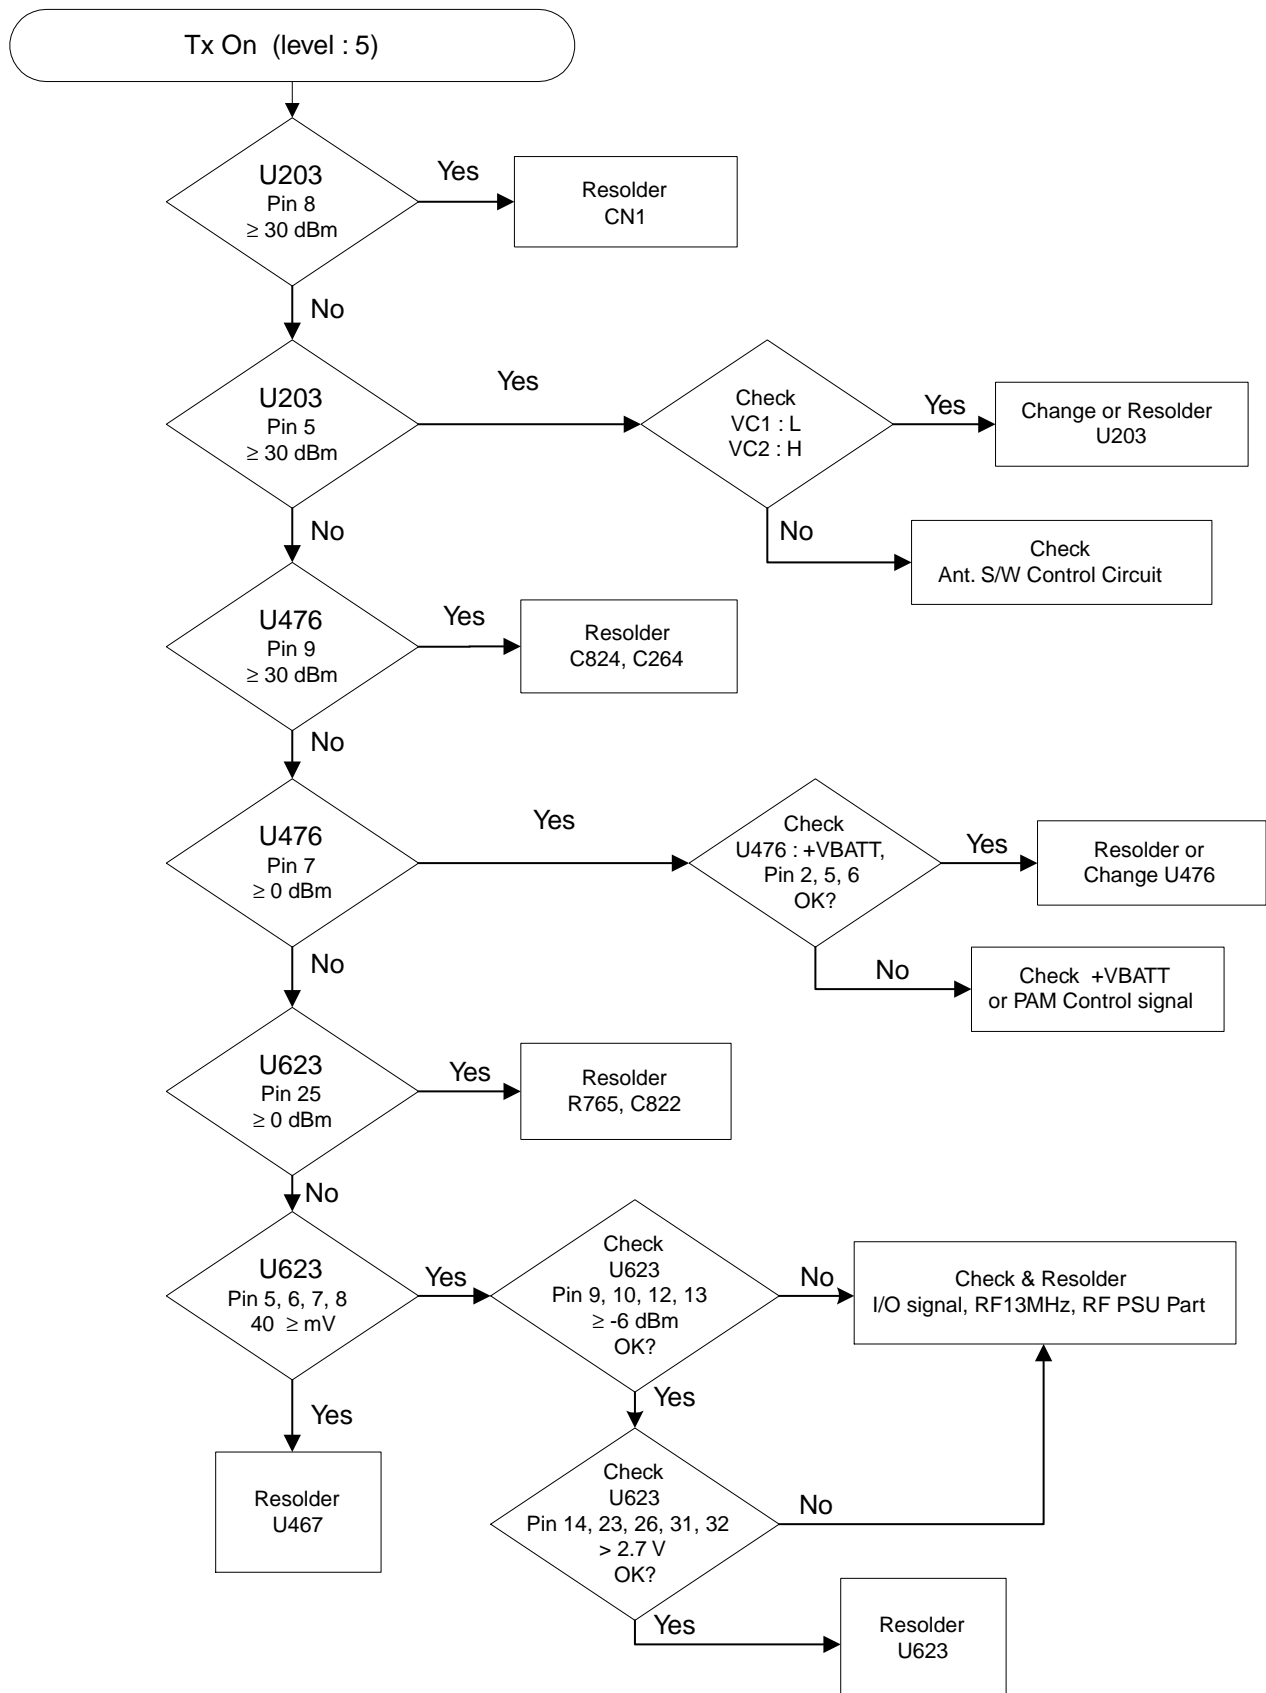 Tx On (level : 5)
U203
Pin 8
≥ 30 dBm
Yes
Resolder
CN1
No
U203
Pin 5
≥ 30 dBm
Yes
Check
VC1 : L
VC2 : H
Yes
Change or Resolder
U203
No
Check
Ant. S/W Control Circuit
No
U476
Pin 9
≥ 30 dBm
Yes
Resolder
C824, C264
No
U476
Pin 7
≥ 0 dBm
Yes
Check
U476 : +VBATT,
Pin 2, 5, 6
OK?
Yes
Resolder or
Change U476
No
Check +VBATT
or PAM Control signal
No
U623
Pin 25
≥ 0 dBm
Yes
Resolder
R765, C822
No
U623
Pin 5, 6, 7, 8
40 ≥ mV
Yes
Check
U623
Pin 9, 10, 12, 13
≥ -6 dBm
OK?
No
Check & Resolder
I/O signal, RF13MHz, RF PSU Part
Yes
Resolder
U467
Yes
Check
U623
Pin 14, 23, 26, 31, 32
> 2.7 V
OK?
No
Yes
Resolder
U623